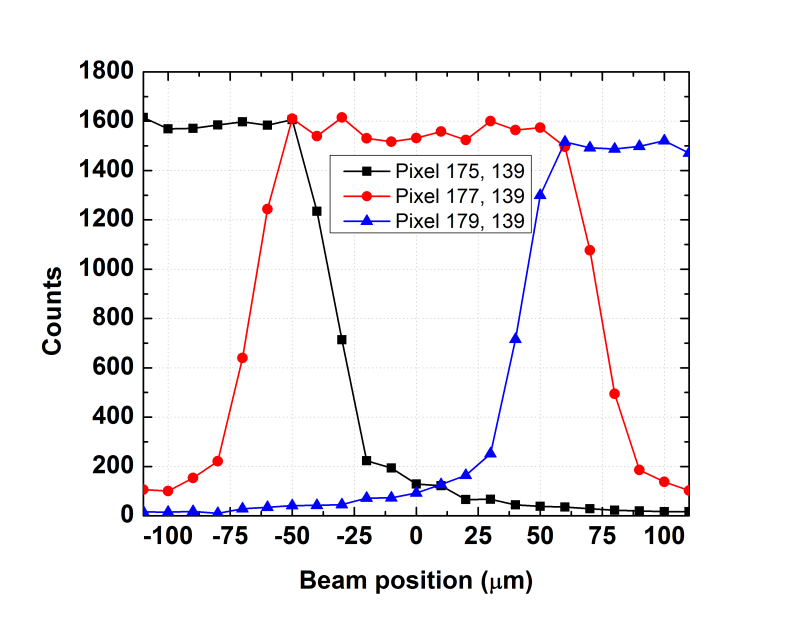 1800
1600
1400
1200
1000
800
600
400
200
0
Counts
Pixel 175, 139
Pixel 177, 139
Pixel 179, 139
-100 -75 -50 -25 0 25 50 75 100
Beam position (μm)